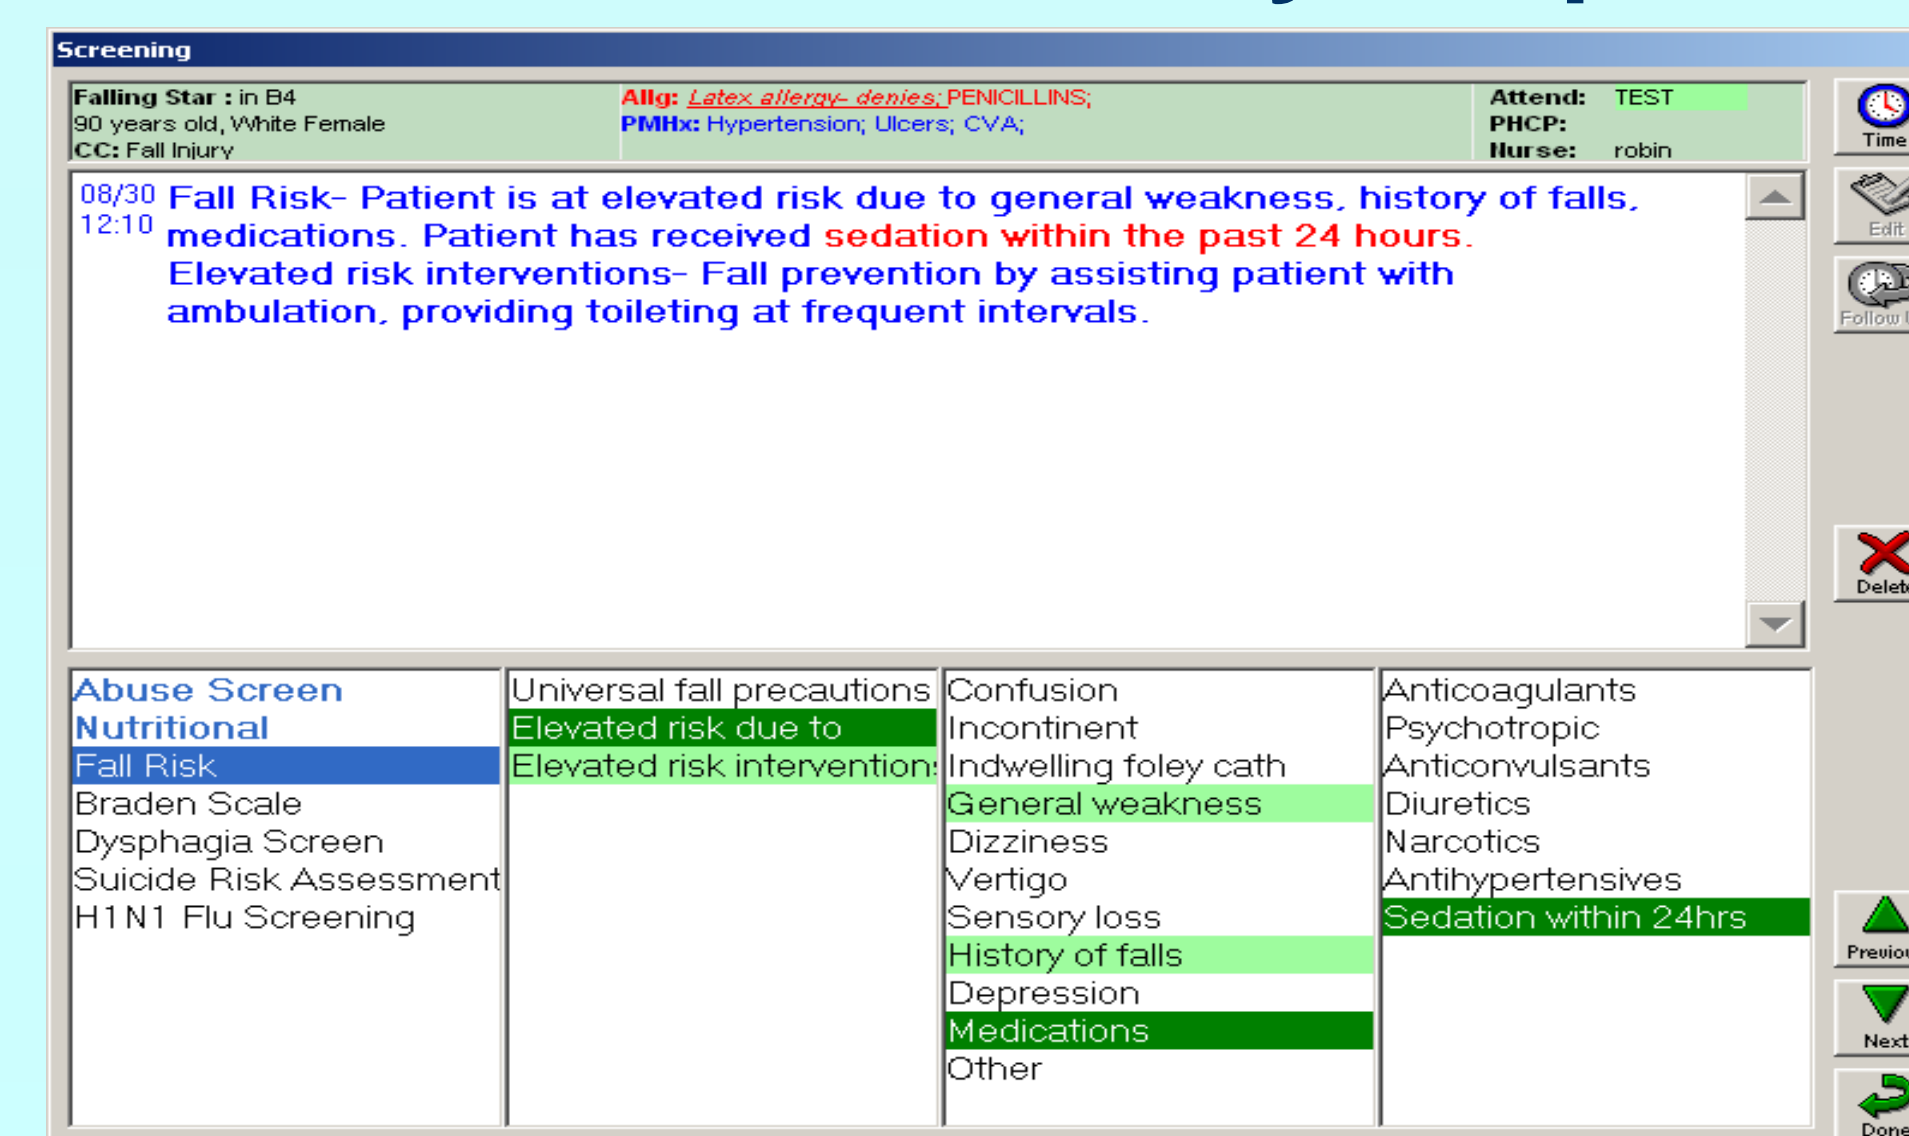 Screening
Falling Star : in B4
90 years old, White Female
CC: Fall Injury
Allg: Latex allergy- denies; PENICILLINS;
PMHx: Hypertension; Ulcers; CVA;
Attend: TEST
PHCP:
Nurse: robin
Time
08/30 Fall Risk- Patient is at elevated risk due to general weakness, history of falls,
12:10 medications. Patient has received sedation within the past 24 hours.
Elevated risk interventions- Fall prevention by assisting patient with
ambulation, providing toileting at frequent intervals.
Edit
Follow
Delete
Abuse Screen
Nutritional
Fall Risk
Braden Scale
Dysphagia Screen
Suicide Risk Assessment
H1N1 Flu Screening
Universal fall precautions
Elevated risk due to
Elevated risk intervention
Confusion
Incontinent
Indwelling foley cath
General weakness
Dizziness
Vertigo
Sensory loss
History of falls
Depression
Medications
Other
Anticoagulants
Psychotropic
Anticonvulsants
Diuretics
Narcotics
Antihypertensives
Sedation within 24hrs
Previou
Next
Done